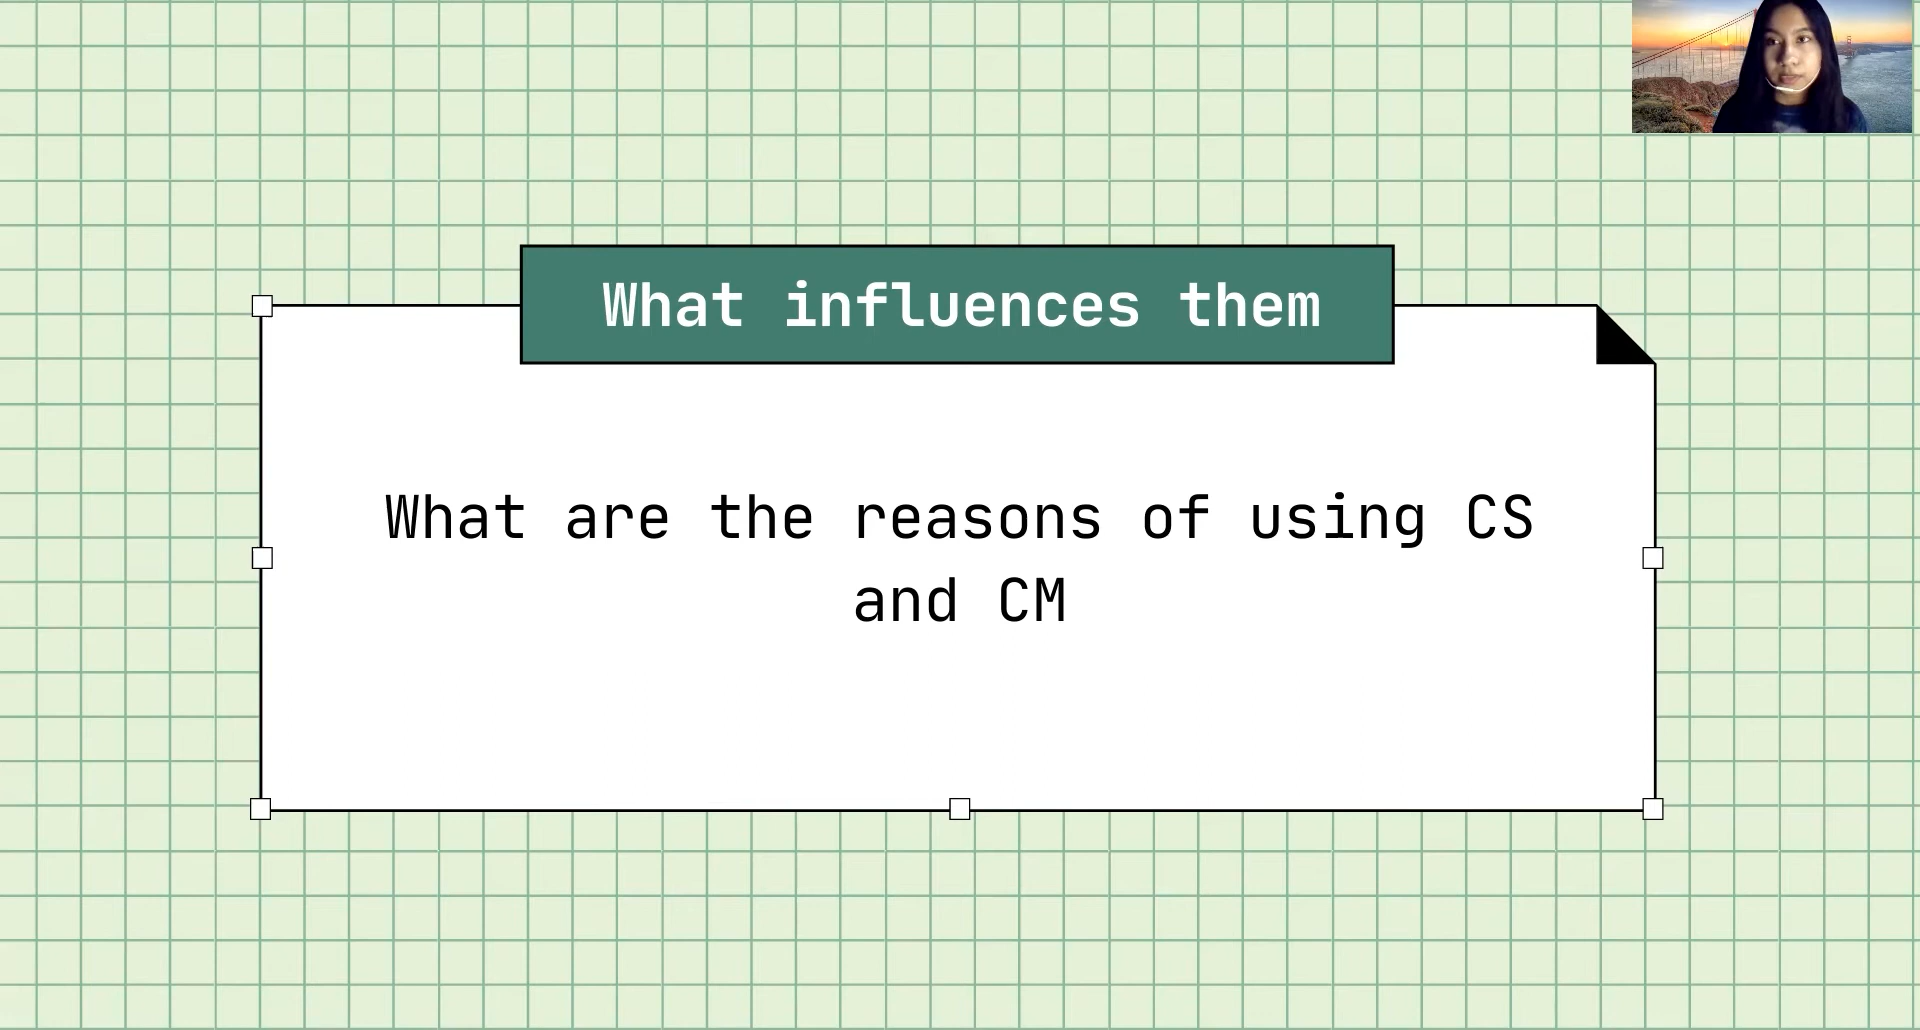 What influences them
What are the reasons of using CS
and CM